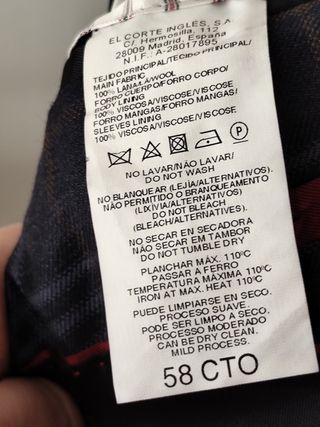 EL CORTE INGLÉS, S.A.
C/ Hermosilla, 112
28009 Madrid, España
N.I.F.: A-28017895
TEJIDO PRINCIPAL/TECIDO PRINCIPAL/
MAIN FABRIC
100% LANA/LÃ/WOOL
FORRO CUERPO/FORRO CORPO/
BODY LINING
100% VISCOSA/VISCOSE/VISCOSE
FORRO MANGAS/FORRO MANGAS/
SLEEVES LINING
100% VISCOSA/VISCOSE/VISCOSE
P
NO LAVAR/NÃO LAVAR/
DO NOT WASH
NO BLANQUEAR (LEJÍA/ALTERNATIVOS).
NÃO PERMITIDO O BRANQUEAMENTO
(LIXÍVIA/ALTERNATIVOS)
DO NOT BLEACH
(BLEACH/ALTERNATIVES).
NO SECAR EN SECADORA
NÃO SECAR EM TAMBOR
DO NOT TUMBLE DRY
PLANCHAR MÁX. 110ºC
PASSAR A FERRO
TEMPERATURA MÁXIMA 110ºC
IRON AT MAX. HEAT 110ºC
PUEDE LIMPIARSE EN SECO.
PROCESO SUAVE.
PODE SER LIMPO A SECO.
PROCESSO MODERADO
CAN BE DRY CLEAN.
MILD PROCESS.
58 CTO